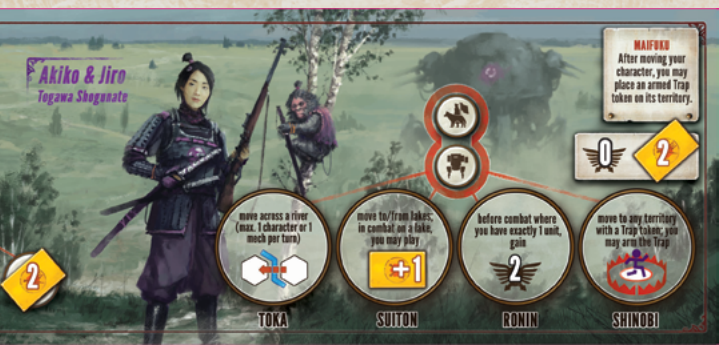 Akiko & Jiro
Togawa Shogunate
MAIFUKU
After moving your
character, you may
place an armed Trap
token on its territory.
0
2
move across a river
(max. 1 character or 1
mech per turn)
move to/from lakes;
in combat on a lake,
you may play
+1
before combat where
you have exactly 1 unit,
gain
2
move to any territory
with a Trap token; you
may arm the Trap
2
TOKA
SUITON
RONIN
SHINOBI